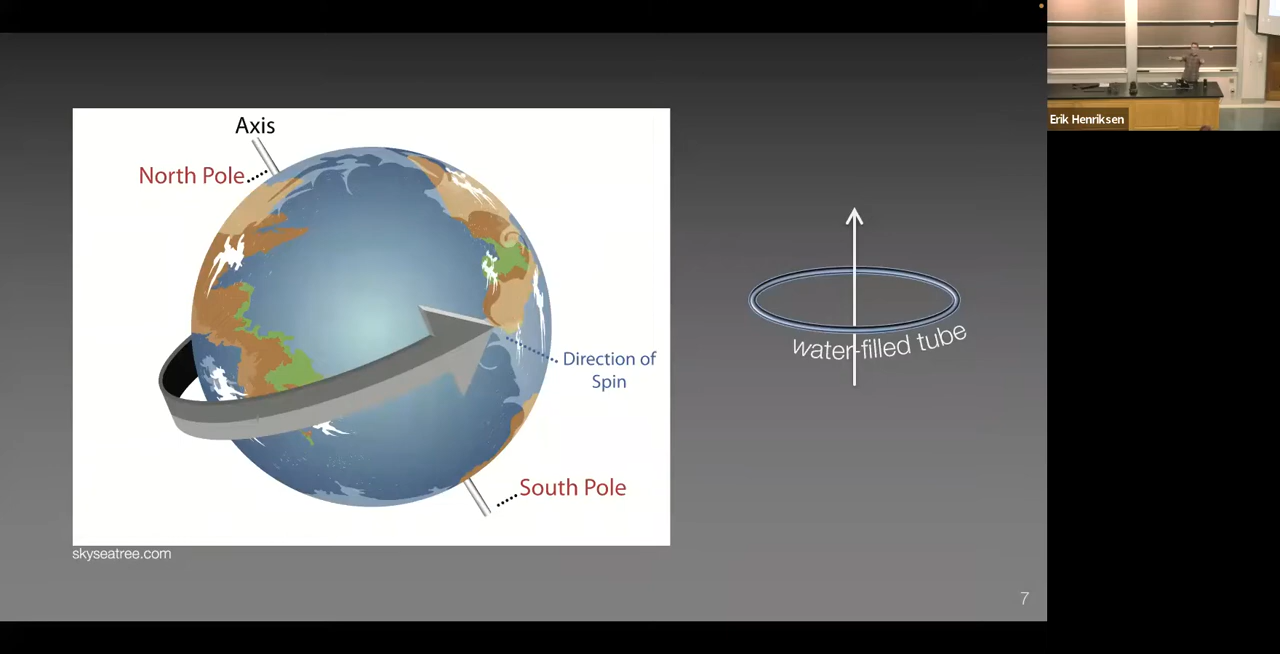 Axis
North Pole
Direction of
Spin
South Pole
skyseatree.com
water-filled tube
7
Erik Henriksen